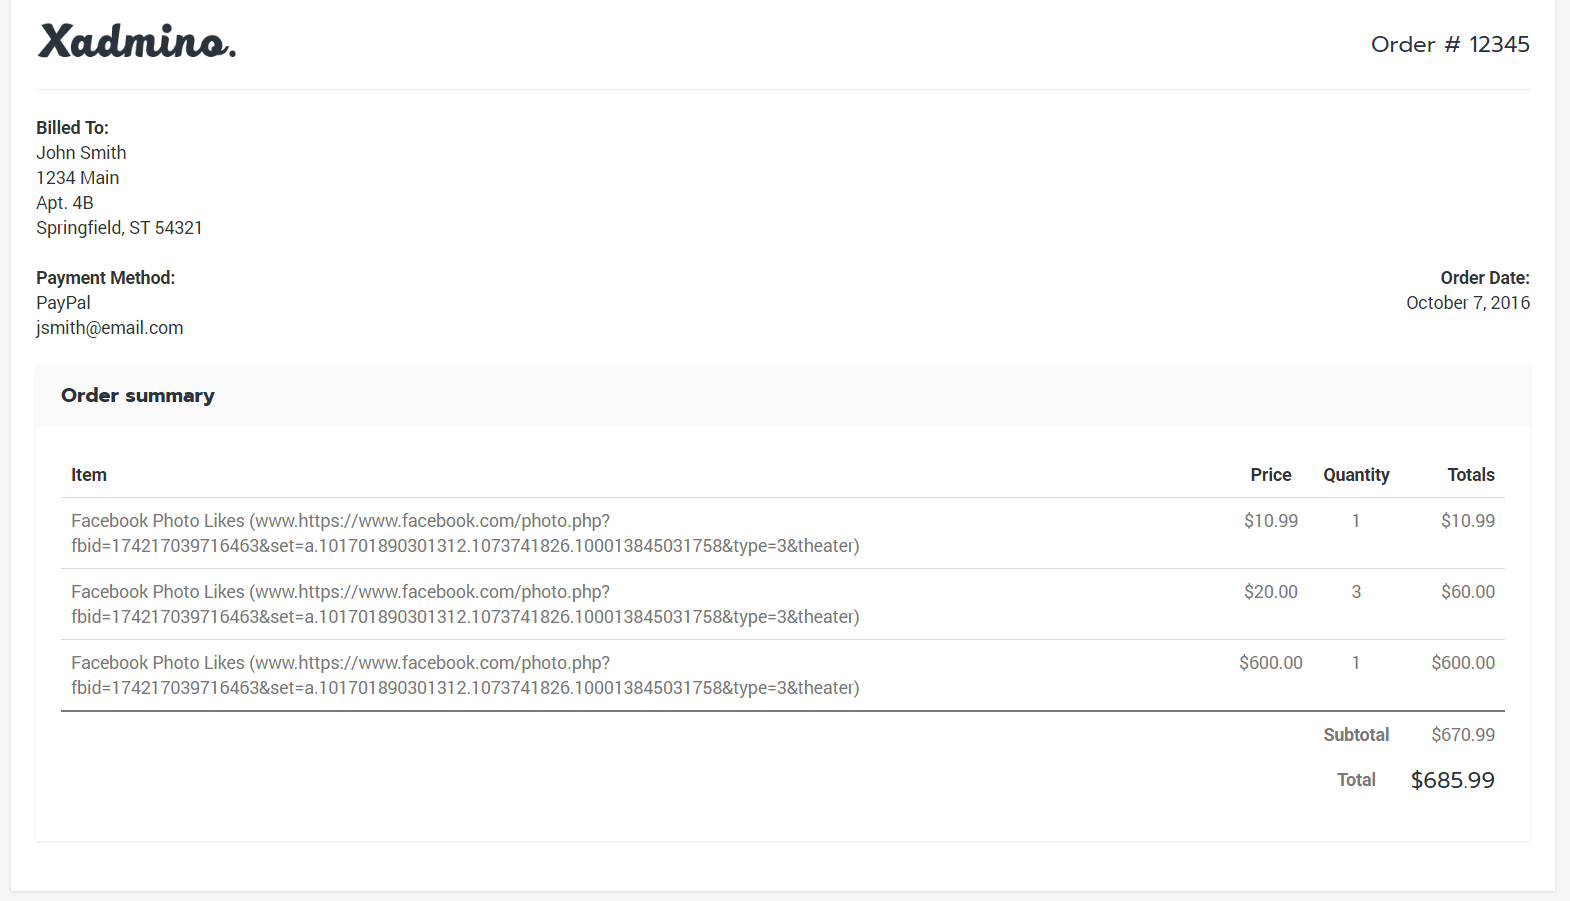 Xadmino.
Order # 12345
Billed To:
John Smith
1234 Main
Apt. 4B
Springfield, ST 54321
Payment Method:
PayPal
jsmith@email.com
Order Date:
October 7, 2016
Order summary
Item Price Quantity Totals
Facebook Photo Likes (www.https://www.facebook.com/photo.php? $10.99 1 $10.99
fbid=174217039716463&set=a.101701890301312.1073741826.100013845031758&type=3&theater)
Facebook Photo Likes (www.https://www.facebook.com/photo.php? $20.00 3 $60.00
fbid=174217039716463&set=a.101701890301312.1073741826.100013845031758&type=3&theater)
Facebook Photo Likes (www.https://www.facebook.com/photo.php? $600.00 1 $600.00
fbid=174217039716463&set=a.101701890301312.1073741826.100013845031758&type=3&theater)
Subtotal $670.99
Total $685.99